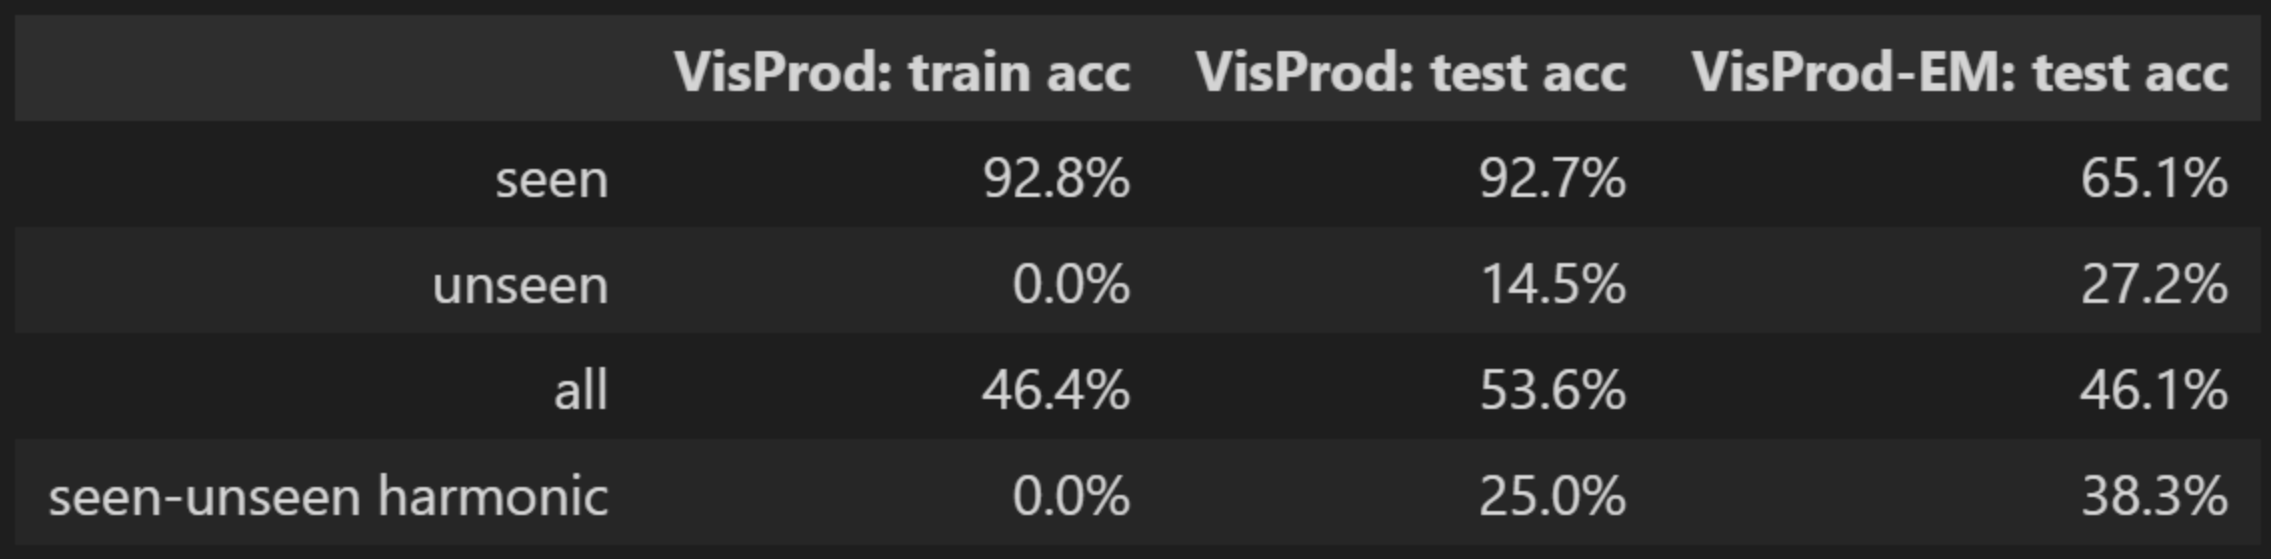 VisProd: train acc VisProd: test acc VisProd-EM: test acc
seen 92.8% 92.7% 65.1%
unseen 0.0% 14.5% 27.2%
all 46.4% 53.6% 46.1%
seen-unseen harmonic 0.0% 25.0% 38.3%